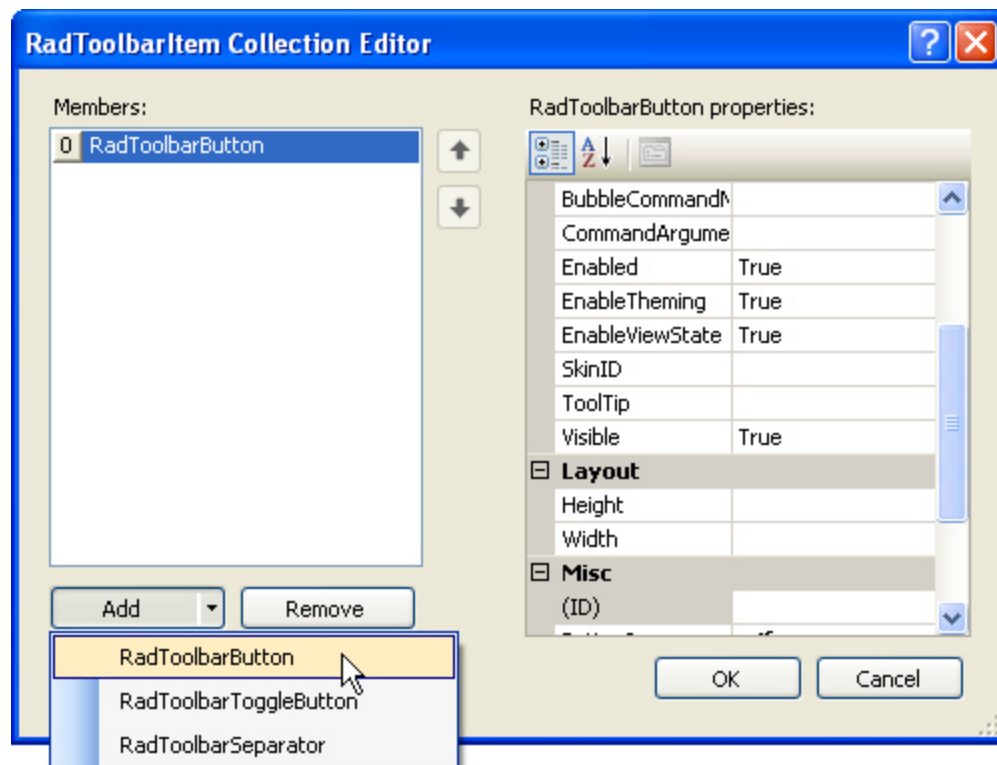 RadToolbarItem Collection Editor
Members:
0 RadToolbarButton
Add
Remove
RadToolbarButton
RadToolbarToggleButton
RadToolbarSeparator
RadToolbarButton properties:
BubbleCommandN
CommandArgume
Enabled True
EnableTheming True
EnableViewState True
SkinID
ToolTip
Visible True
Layout
Height
Width
Misc
(ID)
OK
Cancel